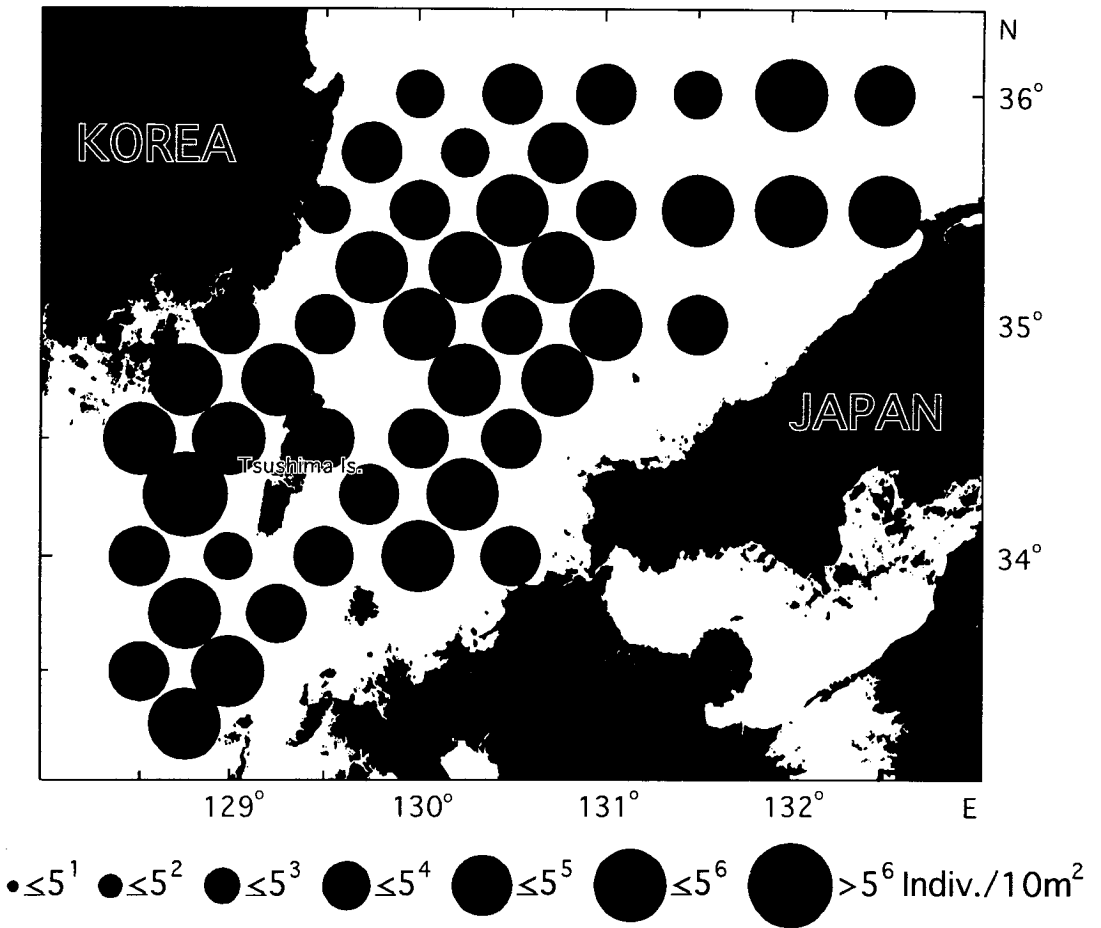 N
36°
KOREA
35°
JAPAN
Tsushima Is.
34°
129° 130° 131° 132° E
≤5¹ ≤5² ≤5³ ≤5⁴ ≤5⁵ ≤5⁶ >5⁶ Indiv./10m²